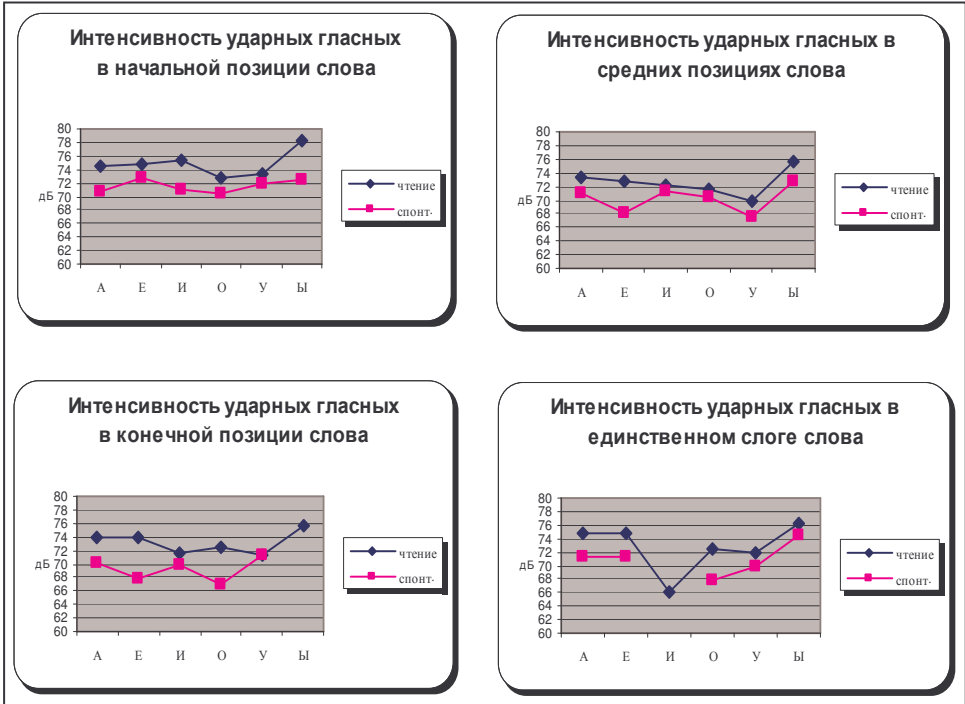 Интенсивность ударных гласных
в начальной позиции слова
80
78
76
74
72
70
68
66
64
62
60
дБ
А Е И О У Ы
чтение
спонт.
Интенсивность ударных гласных в
средних позициях слова
80
78
76
74
72
70
68
66
64
62
60
дБ
А Е И О У Ы
чтение
спонт.
Интенсивность ударных гласных
в конечной позиции слова
80
78
76
74
72
70
68
66
64
62
60
дБ
А Е И О У Ы
чтение
спонт.
Интенсивность ударных гласных в
единственном слоге слова
80
78
76
74
72
70
68
66
64
62
60
дБ
А Е И О У Ы
чтение
спонт.